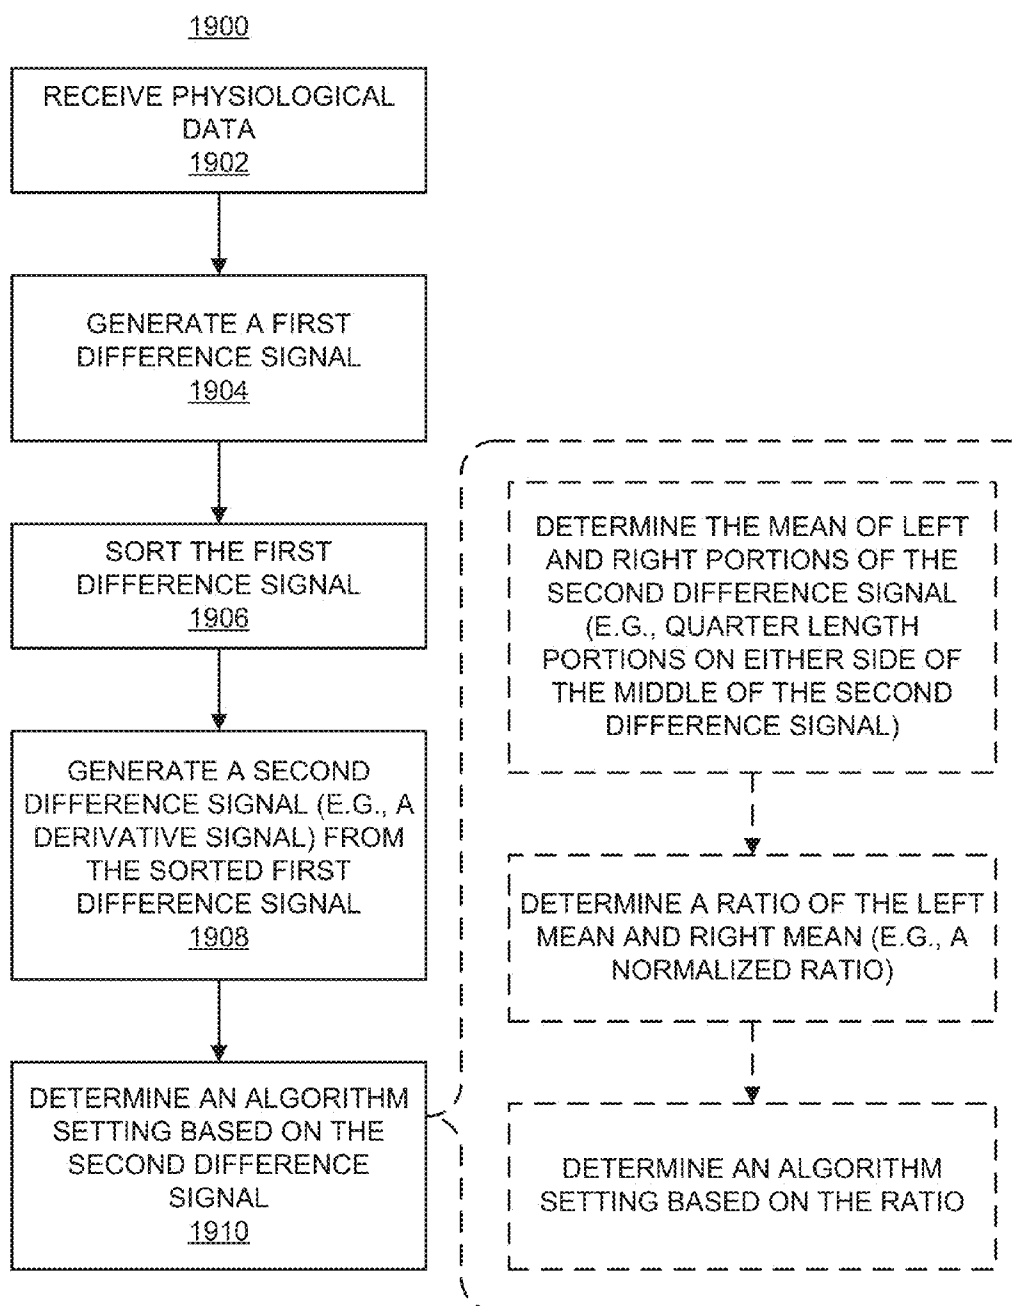 1900
RECEIVE PHYSIOLOGICAL
DATA
1902
GENERATE A FIRST
DIFFERENCE SIGNAL
1904
SORT THE FIRST
DIFFERENCE SIGNAL
1906
GENERATE A SECOND
DIFFERENCE SIGNAL (E.G., A
DERIVATIVE SIGNAL) FROM
THE SORTED FIRST
DIFFERENCE SIGNAL
1908
DETERMINE AN ALGORITHM
SETTING BASED ON THE
SECOND DIFFERENCE
SIGNAL
1910
DETERMINE THE MEAN OF LEFT
AND RIGHT PORTIONS OF THE
SECOND DIFFERENCE SIGNAL
(E.G., QUARTER LENGTH
PORTIONS ON EITHER SIDE OF
THE MIDDLE OF THE SECOND
DIFFERENCE SIGNAL)
DETERMINE A RATIO OF THE LEFT
MEAN AND RIGHT MEAN (E.G., A
NORMALIZED RATIO)
DETERMINE AN ALGORITHM
SETTING BASED ON THE RATIO